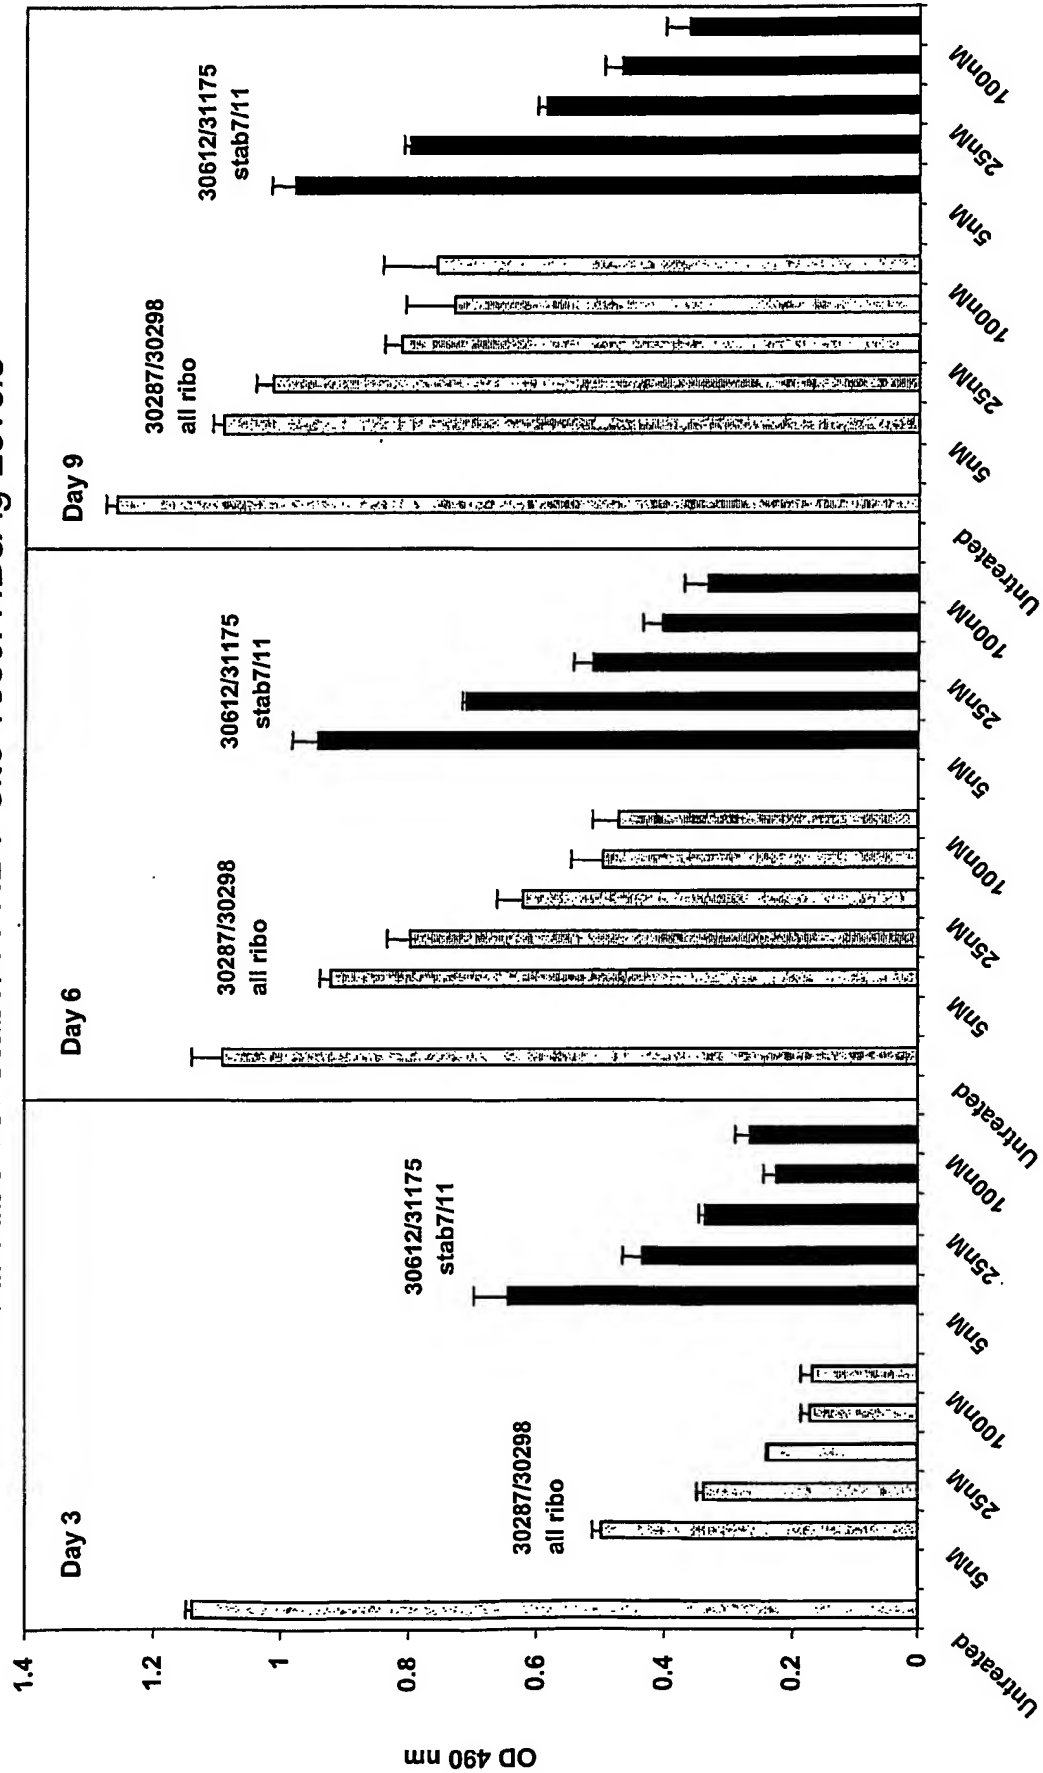 OD 490 nm
1.4
1.2
1
0.8
0.6
0.4
0.2
0
Day 3
30287/30298
all ribo
30612/31175
stab7/11
Day 6
30287/30298
all ribo
30612/31175
stab7/11
Day 9
30287/30298
all ribo
30612/31175
stab7/11
Untreated
5nM
25nM
100nM
5nM
25nM
100nM
Untreated
5nM
25nM
100nM
5nM
25nM
100nM
Untreated
5nM
25nM
100nM
5nM
25nM
100nM